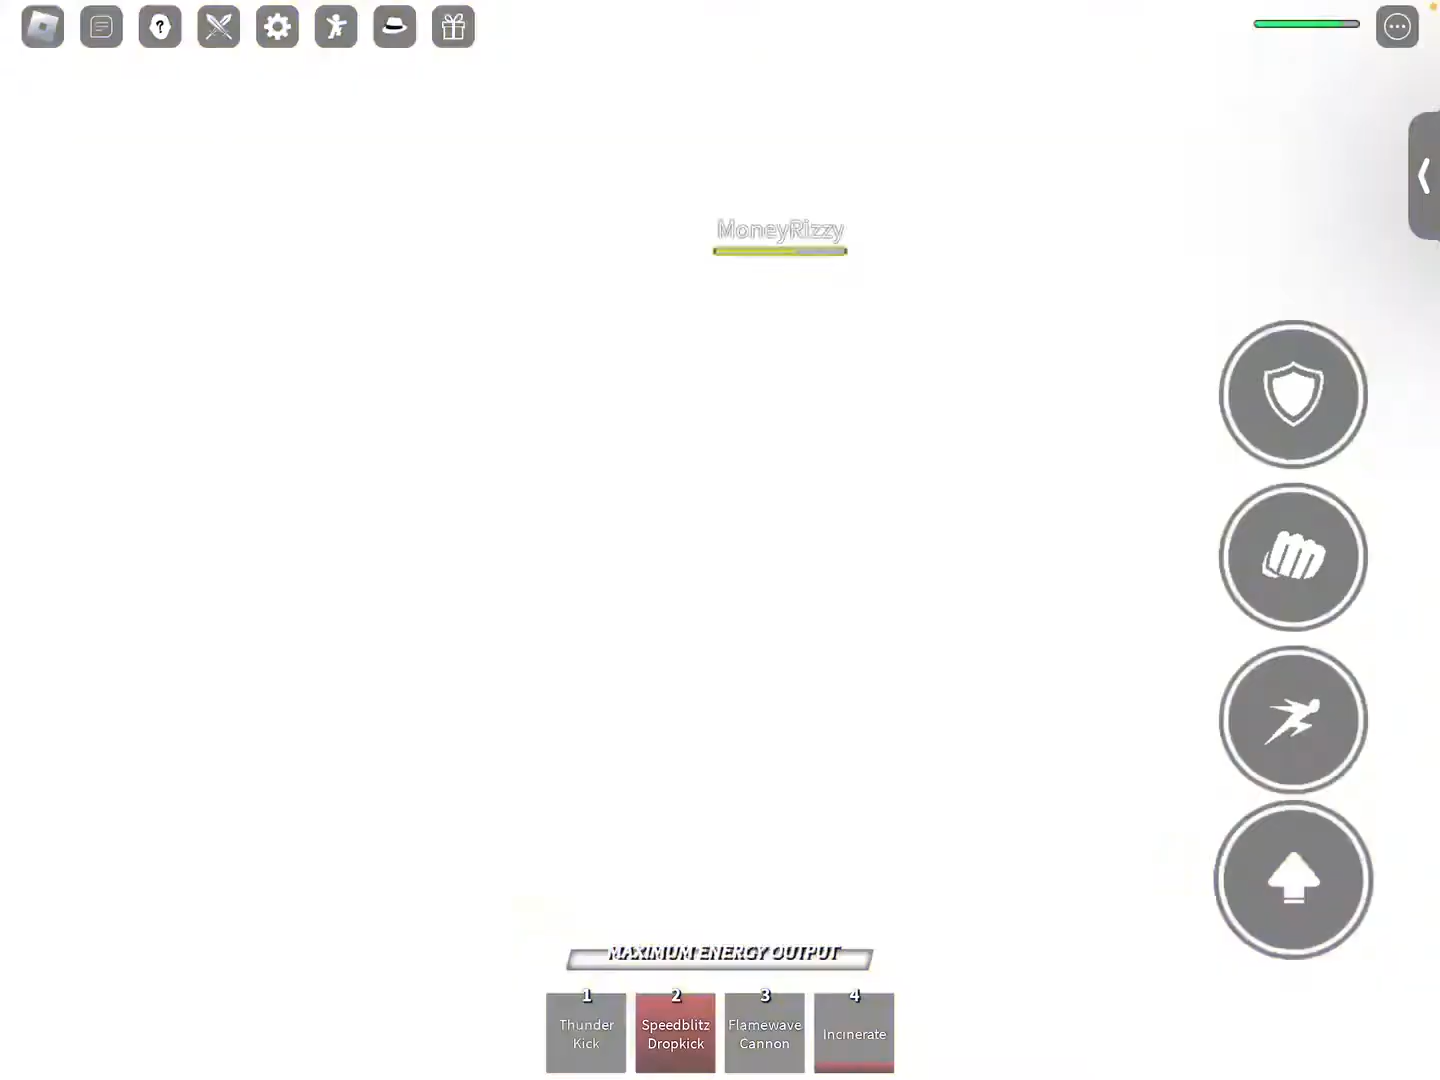 MoneyRizzy
MAXIMUM ENERGY OUTPUT
1
Thunder
Kick
2
Speedblitz
Dropkick
3
Flamewave
Cannon
4
Incinerate